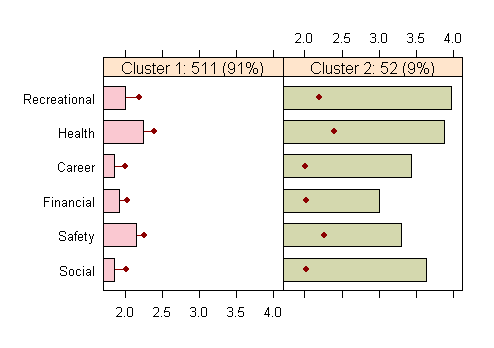 2.0 2.5 3.0 3.5 4.0
Cluster 1: 511 (91%) Cluster 2: 52 (9%)
Recreational
Health
Career
Financial
Safety
Social
2.0 2.5 3.0 3.5 4.0